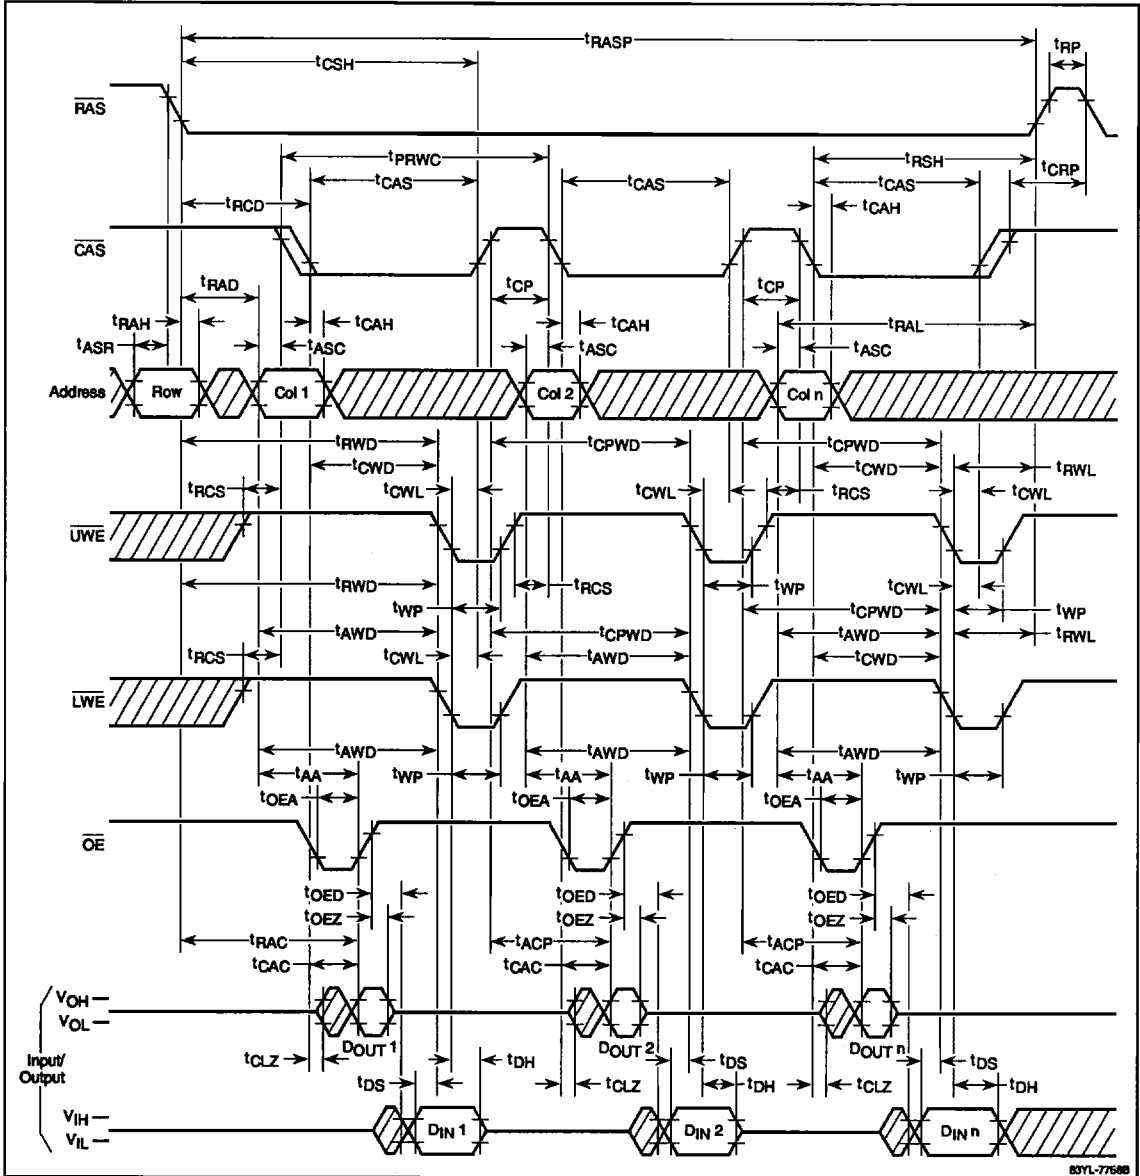 tRASP
tRP
tCSH
RAS
tPRWC
tRSH
tCAS
tCAS
tCAS
tCRP
tRCD
tCAH
CAS
tRAD
tCP
tCP
tRAH
tCAH
tCAH
tRAL
tASR
tASC
tASC
tASC
Address
Row
Col 1
Col 2
Col n
tRWD
tCPWD
tCPWD
tCWD
tCWD
tRWL
tRCS
tCWL
tCWL
tRCS
tCWL
UWE
tRWD
tRCS
tWP
tCWL
tWP
tCPWD
tWP
tAWD
tCPWD
tAWD
tRWL
tRCS
tCWL
tAWD
tCWD
LWE
tAWD
tAWD
tAWD
tAA
tWP
tAA
tWP
tAA
tWP
tOEA
tOEA
tOEA
OE
tOED
tOED
tOED
tOEZ
tOEZ
tOEZ
tRAC
tACP
tACP
tCAC
tCAC
tCAC
VOH
VOL
DOUT 1
DOUT 2
DOUT n
Input/
Output
tCLZ
tDH
tDS
tDS
tDS
tCLZ
tDH
tCLZ
tDH
VIH
VIL
DIN 1
DIN 2
DIN n
83YL-7758B